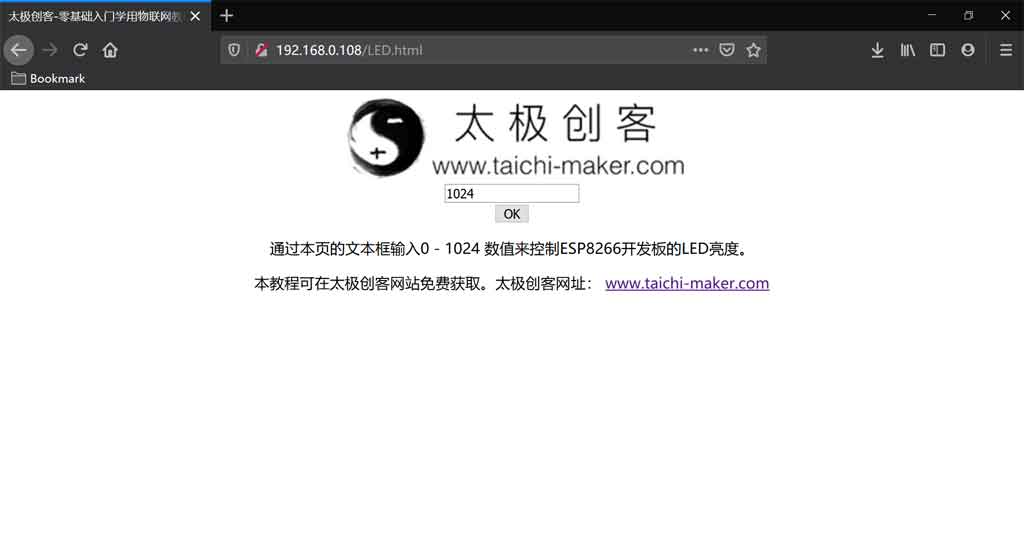 太极创客-零基础入门学用物联网教
192.168.0.108/LED.html
Bookmark
太极创客
www.taichi-maker.com
1024
OK
通过本页的文本框输入0 - 1024 数值来控制ESP8266开发板的LED亮度。
本教程可在太极创客网站免费获取。太极创客网址： www.taichi-maker.com